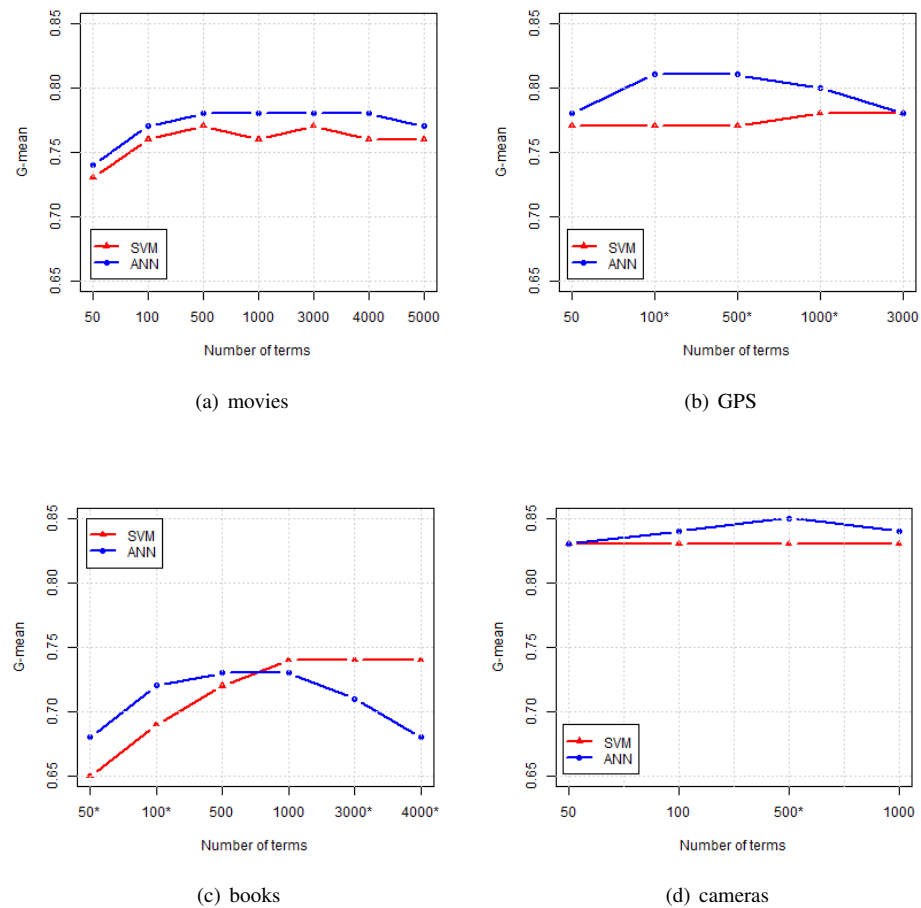 0.85
0.80
0.75
0.70
0.65
G-mean
SVM
ANN
50 100 500 1000 3000 4000 5000
Number of terms
(a) movies
0.85
0.80
0.75
0.70
0.65
G-mean
SVM
ANN
50 100* 500* 1000* 3000
Number of terms
(b) GPS
0.85
0.80
0.75
0.70
0.65
G-mean
SVM
ANN
50* 100* 500 1000 3000* 4000*
Number of terms
(c) books
0.85
0.80
0.75
0.70
0.65
G-mean
SVM
ANN
50 100 500* 1000
Number of terms
(d) cameras